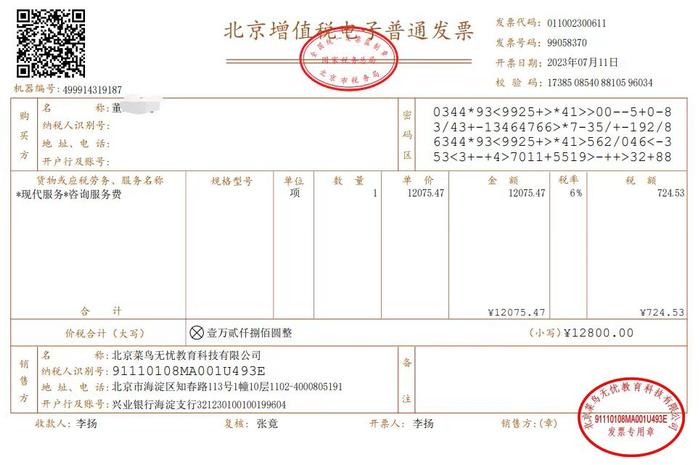 北京增值税电子普通发票
全国统一发票监制章
国家税务总局
北京市税务局
发票代码: 011002300611
发票号码: 99058370
开票日期: 2023年07月11日
校 验 码: 17385 08540 88105 96034
机器编号: 499914319187
购买方
名 称: 董
纳税人识别号:
地 址、电 话:
开户行及账号:
密码区
0344*93<9925+>*41>>00--5+0-8
3/43+-13464766>*7-35/+-192/8
6344*93<9925+>*41>562/046<-3
53<3+-+4>7011+5519>-++>32+88
货物或应税劳务、服务名称 规格型号 单位 数 量 单 价 金 额 税率 税 额
*现代服务*咨询服务费 项 1 12075.47 12075.47 6% 724.53
合 计 ¥12075.47 ¥724.53
价税合计（大写） ⊗壹万贰仟捌佰圆整 (小写)¥12800.00
销售方
名 称: 北京菜鸟无忧教育科技有限公司
纳税人识别号: 91110108MA001U493E
地 址、电 话: 北京市海淀区知春路113号1幢10层1102-4000805191
开户行及账号: 兴业银行海淀支行321230100100199604
备注
收款人: 李扬 复核: 张竟 开票人: 李扬 销售方:(章)
北京菜鸟无忧教育科技有限公司
91110108MA001U493E
发票专用章